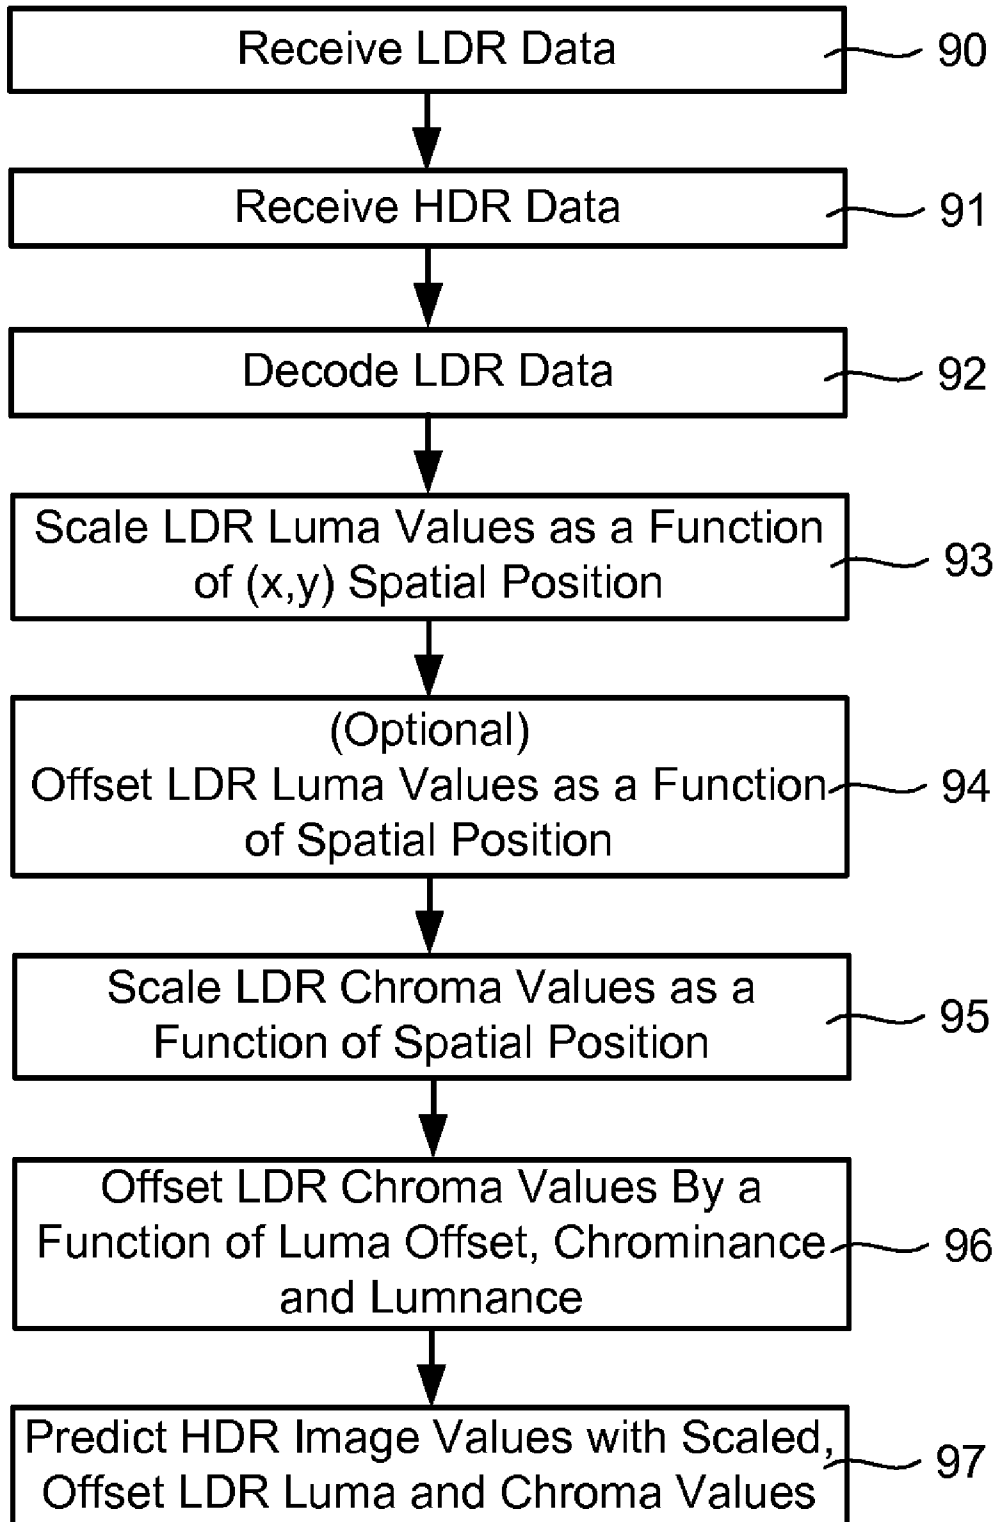 Receive LDR Data
90
Receive HDR Data
91
Decode LDR Data
92
Scale LDR Luma Values as a Function
of (x,y) Spatial Position
93
(Optional)
Offset LDR Luma Values as a Function
of Spatial Position
94
Scale LDR Chroma Values as a
Function of Spatial Position
95
Offset LDR Chroma Values By a
Function of Luma Offset, Chrominance
and Lumnance
96
Predict HDR Image Values with Scaled,
Offset LDR Luma and Chroma Values
97